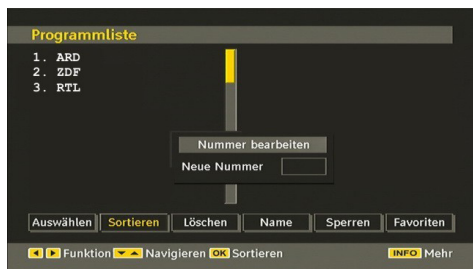 Programmliste
1. ARD
2. ZDF
3. RTL
Nummer bearbeiten
Neue Nummer
Auswählen Sortieren Löschen Name Sperren Favoriten
Funktion Navigieren OK Sortieren INFO Mehr